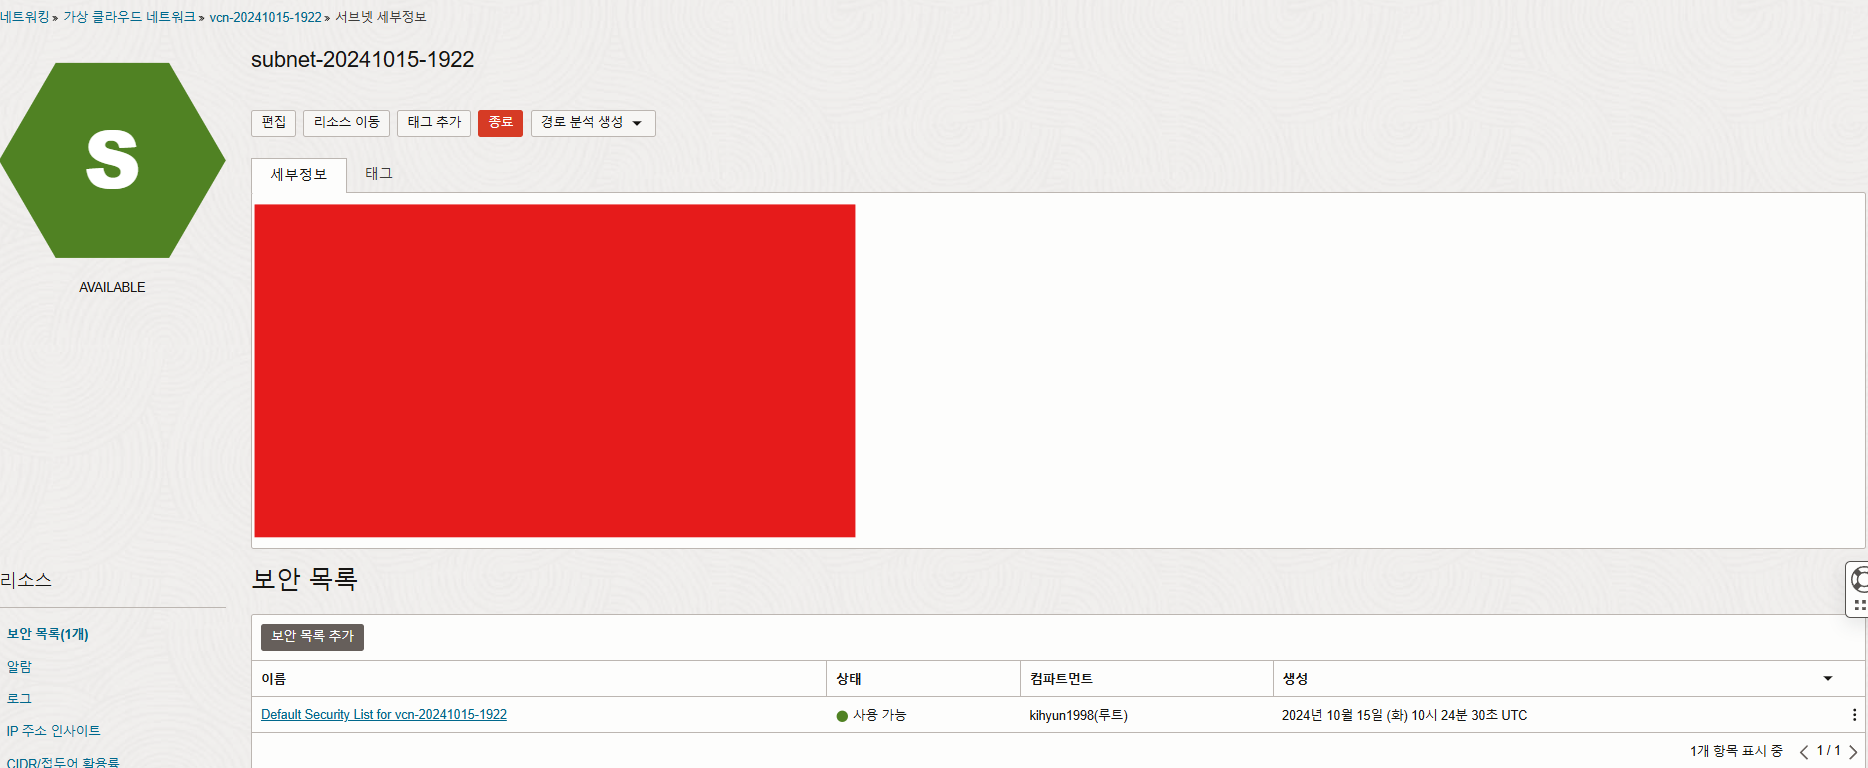 네트워킹 » 가상 클라우드 네트워크 » vcn-20241015-1922 » 서브넷 세부정보
S
AVAILABLE
subnet-20241015-1922
편집 리소스 이동 태그 추가 종료 경로 분석 생성
세부정보 태그
리소스
보안 목록(1개)
알람
로그
IP 주소 인사이트
CIDR/접두어 활용률
보안 목록
보안 목록 추가
이름 상태 컴파트먼트 생성
Default Security List for vcn-20241015-1922 사용 가능 kihyun1998(루트) 2024년 10월 15일 (화) 10시 24분 30초 UTC
1개 항목 표시 중 1 / 1